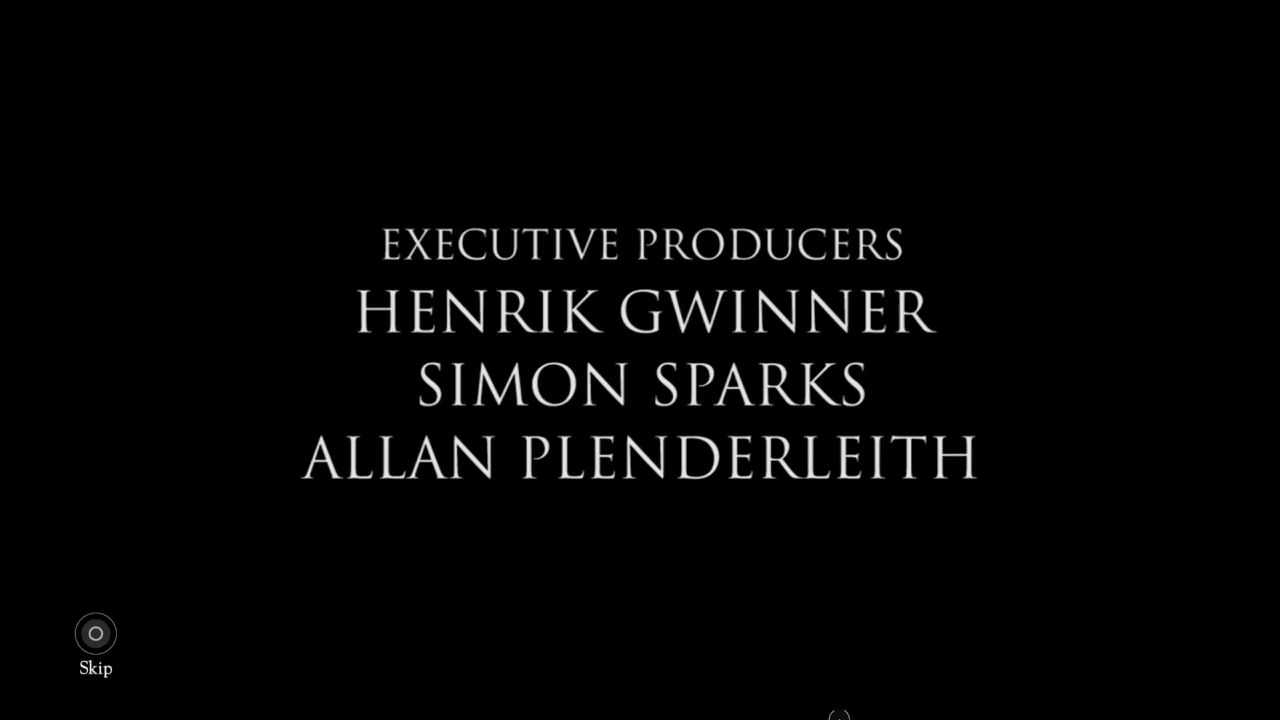 EXECUTIVE PRODUCERS
HENRIK GWINNER
SIMON SPARKS
ALLAN PLENDERLEITH
Skip